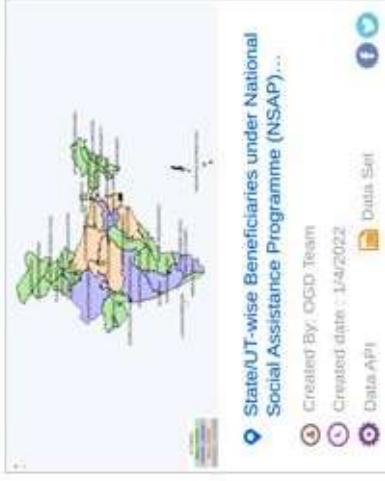 State/UT-wise Beneficiaries under National
Social Assistance Programme (NSAP)...
Created By: OGD Team
Created date : 1/4/2022
Data API
Data Set